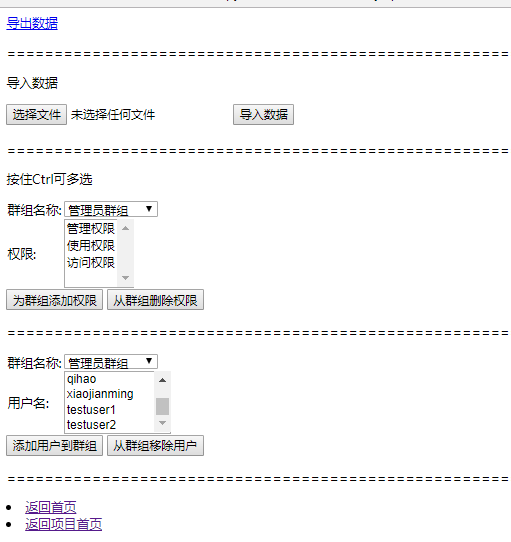 导出数据
==========================================
导入数据
选择文件 未选择任何文件 导入数据
==========================================
按住Ctrl可多选
群组名称: 管理员群组
管理权限
使用权限
权限:
访问权限
为群组添加权限 从群组删除权限
==========================================
群组名称: 管理员群组
qihao
xiaojianming
用户名:
testuser1
testuser2
添加用户到群组 从群组移除用户
==========================================
返回首页
返回项目首页